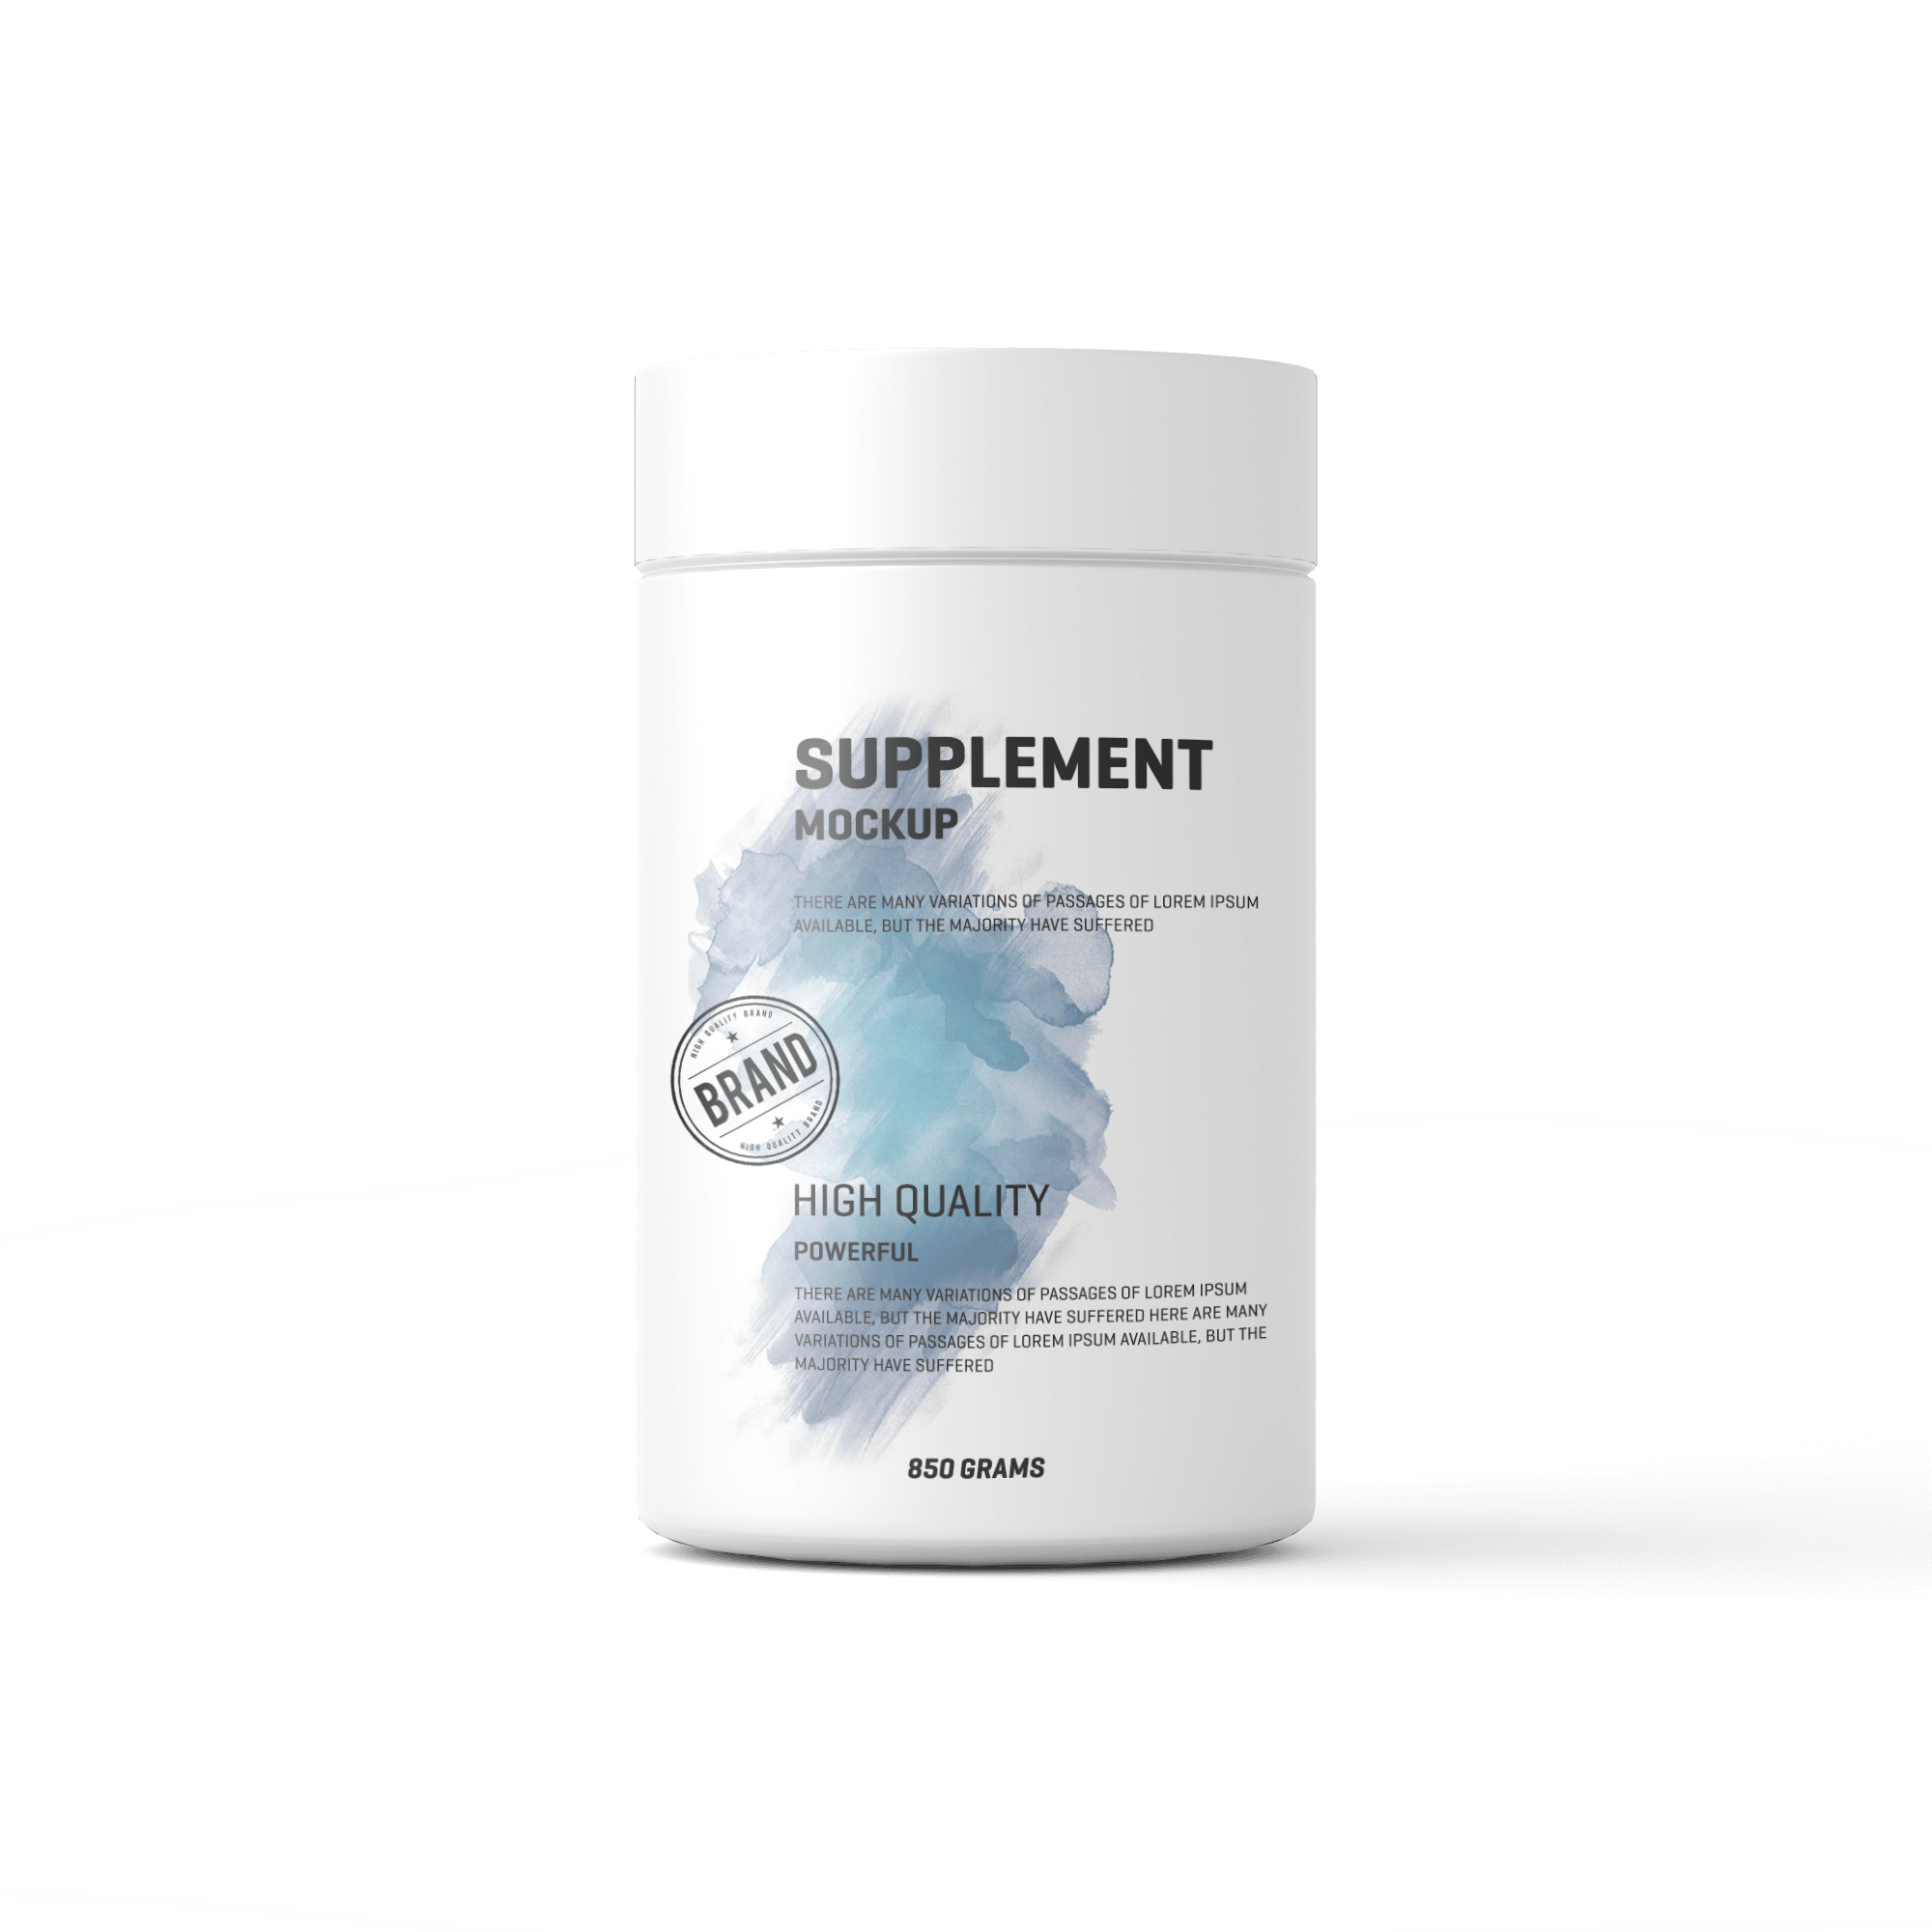 SUPPLEMENT
MOCKUP
THERE ARE MANY VARIATIONS OF PASSAGES OF LOREM IPSUM
AVAILABLE, BUT THE MAJORITY HAVE SUFFERED
HIGH QUALITY BRAND
BRAND
HIGH QUALITY BRAND
HIGH QUALITY
POWERFUL
THERE ARE MANY VARIATIONS OF PASSAGES OF LOREM IPSUM
AVAILABLE, BUT THE MAJORITY HAVE SUFFERED HERE ARE MANY
VARIATIONS OF PASSAGES OF LOREM IPSUM AVAILABLE, BUT THE
MAJORITY HAVE SUFFERED
850 GRAMS